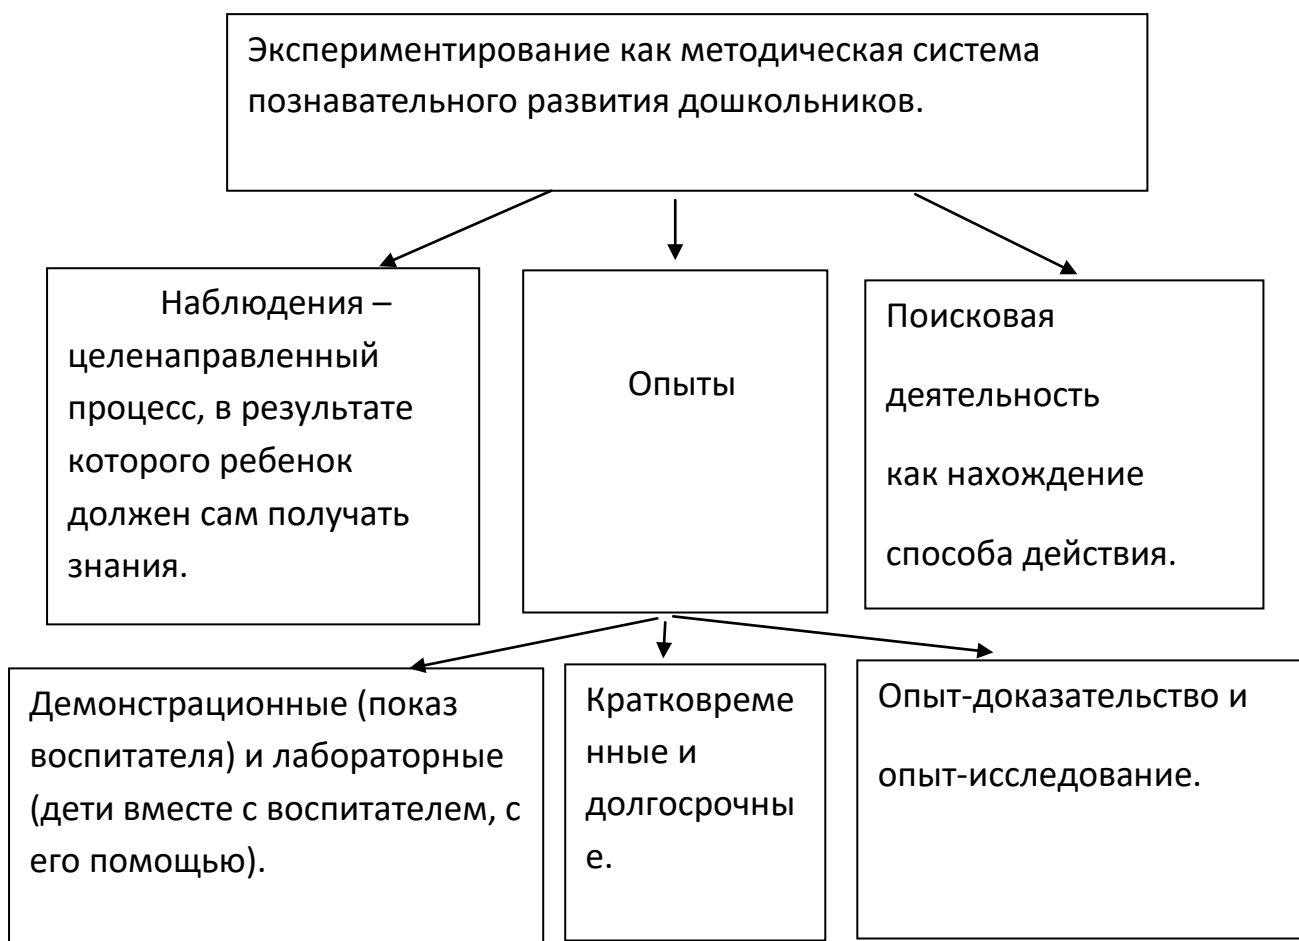 Экспериментирование как методическая система
познавательного развития дошкольников.
Наблюдения –
целенаправленный
процесс, в результате
которого ребенок
должен сам получать
знания.
Опыты
Поисковая
деятельность
как нахождение
способа действия.
Демонстрационные (показ
воспитателя) и лабораторные
(дети вместе с воспитателем, с
его помощью).
Кратковреме
нные и
долгосрочны
е.
Опыт-доказательство и
опыт-исследование.